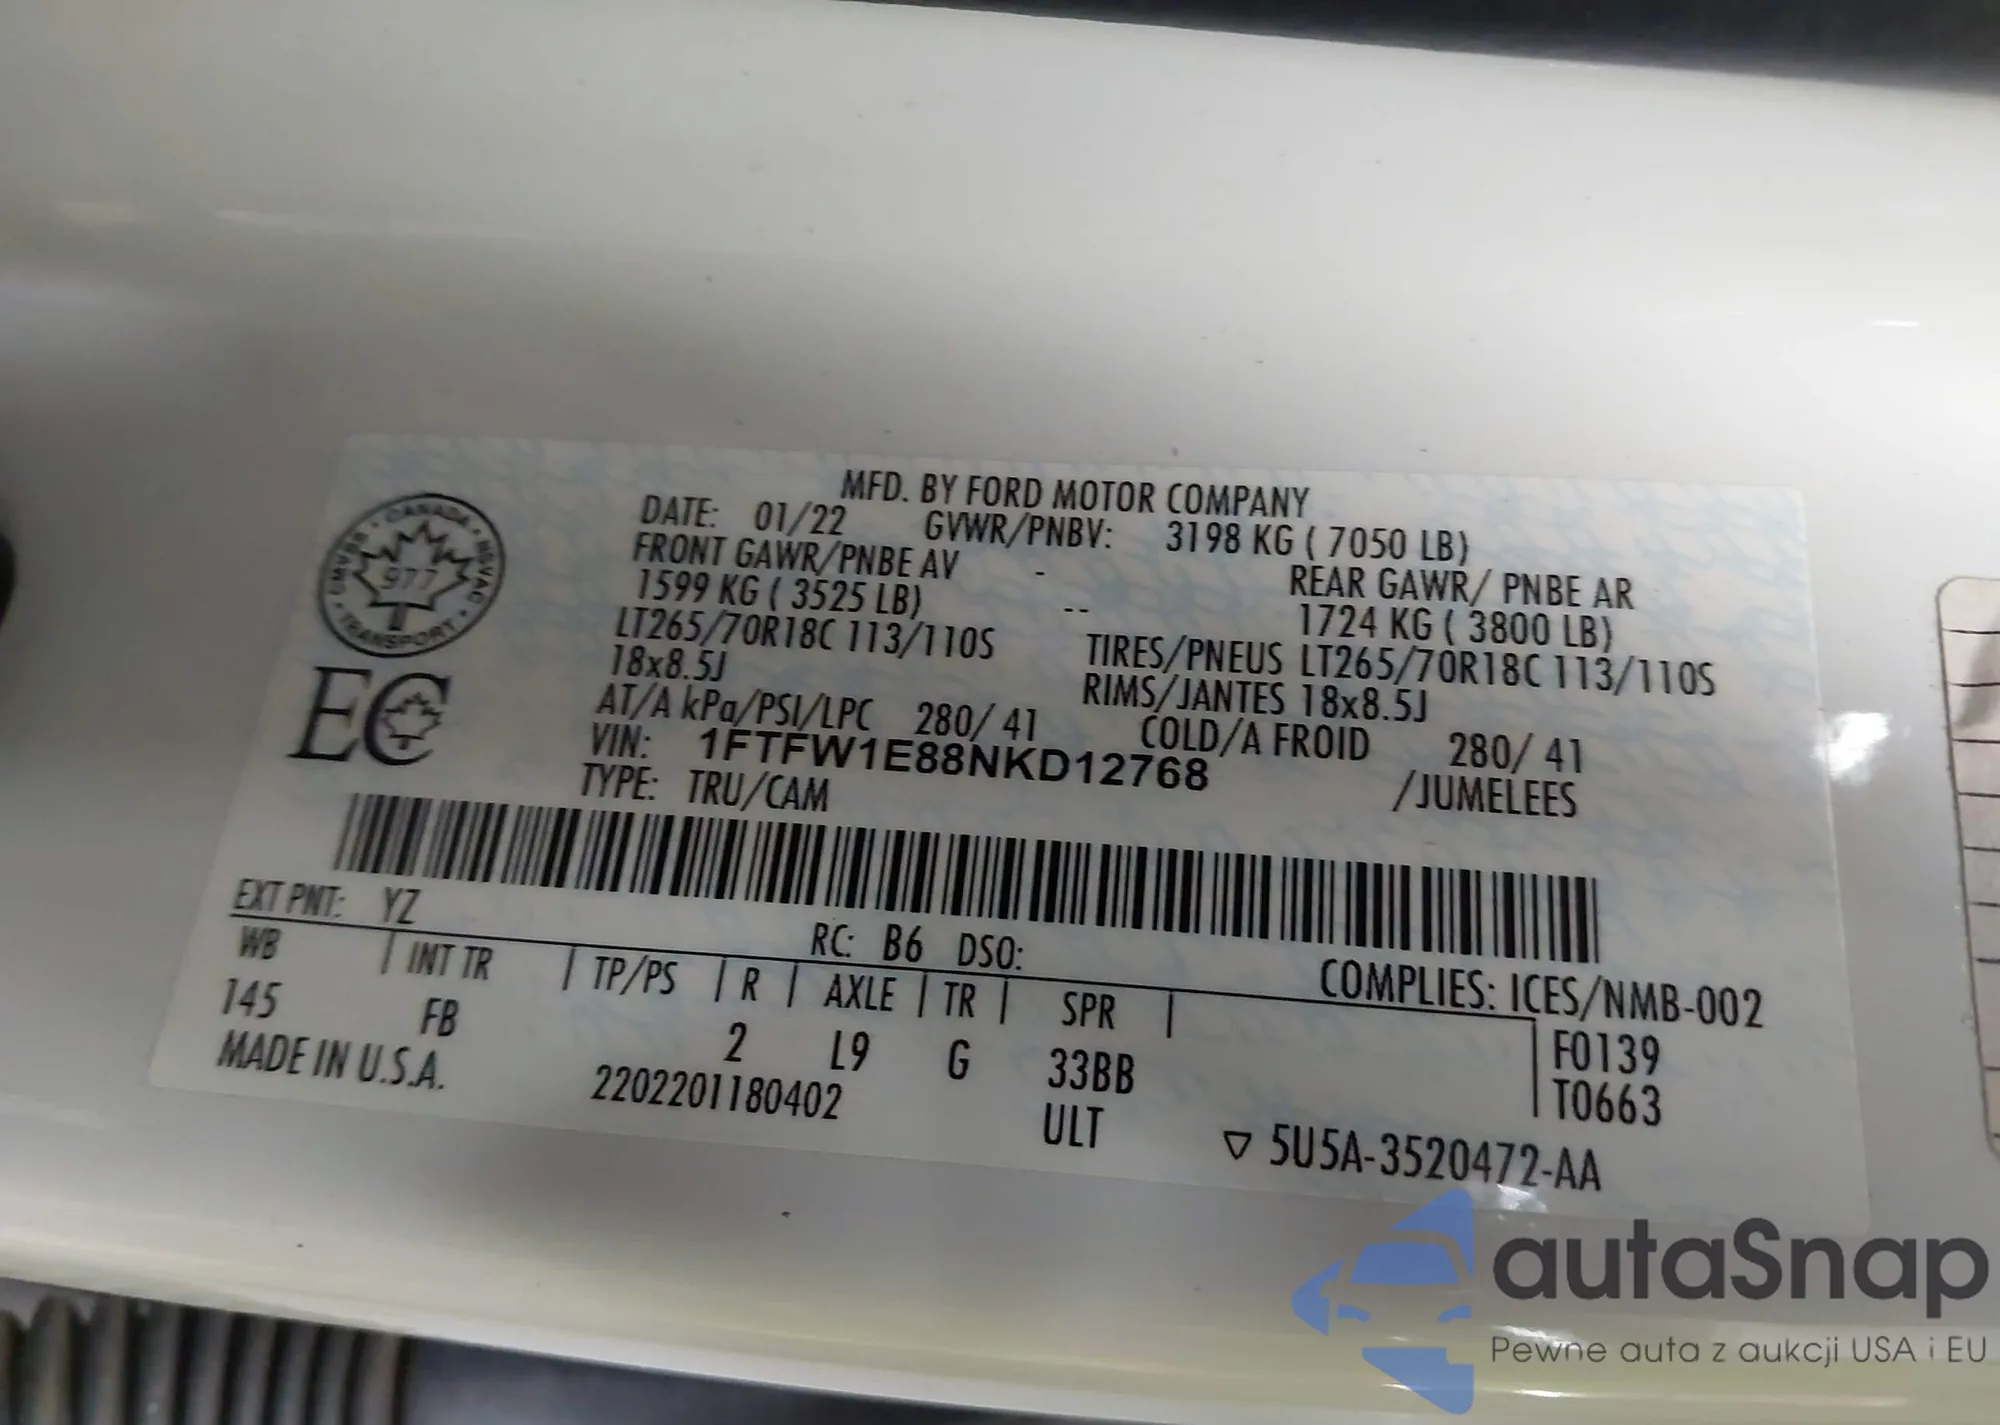 MFD. BY FORD MOTOR COMPANY
DATE: 01/22 GVWR/PNBV: 3198 KG ( 7050 LB)
FRONT GAWR/PNBE AV - REAR GAWR/ PNBE AR
1599 KG ( 3525 LB) -- 1724 KG ( 3800 LB)
LT265/70R18C 113/110S TIRES/PNEUS LT265/70R18C 113/110S
18x8.5J RIMS/JANTES 18x8.5J
AT/A kPa/PSI/LPC 280/ 41 COLD/A FROID 280/ 41
VIN: 1FTFW1E88NKD12768 /JUMELEES
TYPE: TRU/CAM
CMVSS • CANADA • NSVAC • TRANSPORT •
977
EC
EXT PNT: YZ RC: B6 DSO: COMPLIES: ICES/NMB-002
WB | INT TR | TP/PS | R | AXLE | TR | SPR |
145 FB 2 L9 G 33BB F0139
MADE IN U.S.A. 2202201180402 ULT T0663
▽ 5U5A-3520472-AA
autaSnap
Pewne auta z aukcji USA i EU